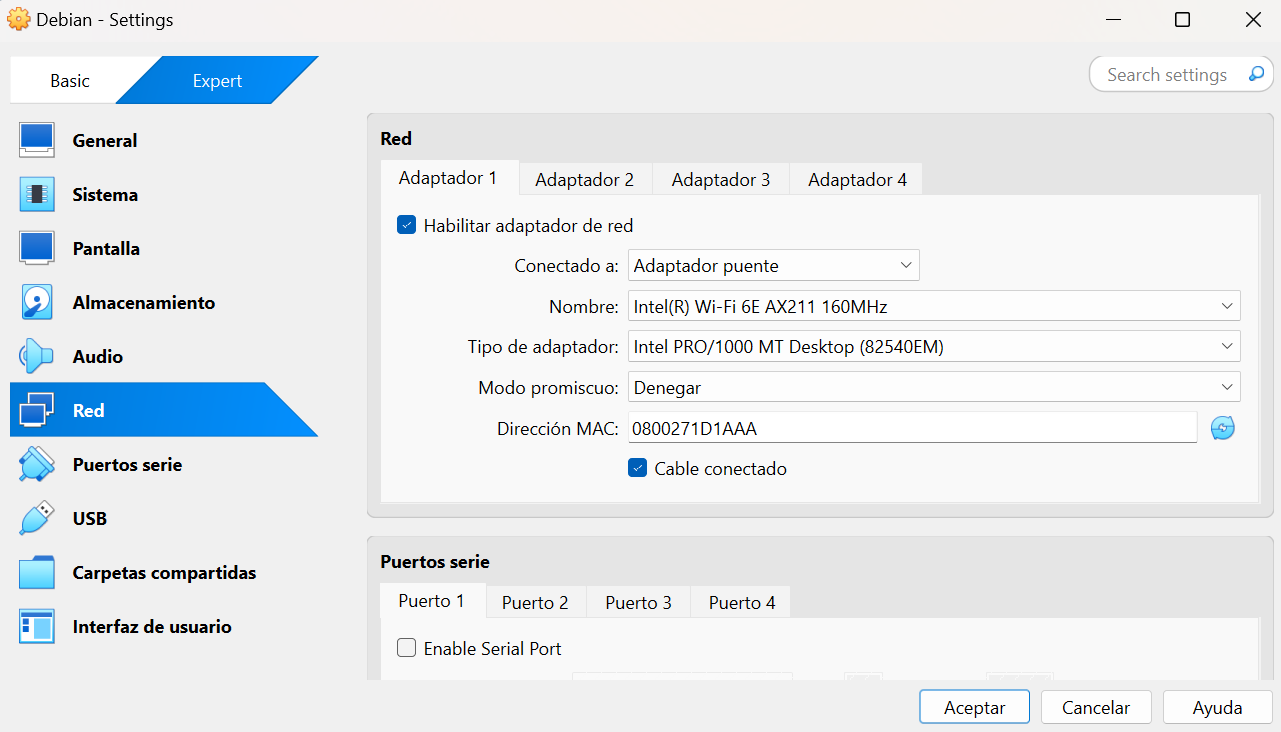 Debian - Settings
Basic
Expert
Search settings
General
Sistema
Pantalla
Almacenamiento
Audio
Red
Puertos serie
USB
Carpetas compartidas
Interfaz de usuario
Red
Adaptador 1
Adaptador 2
Adaptador 3
Adaptador 4
Habilitar adaptador de red
Conectado a: Adaptador puente
Nombre: Intel(R) Wi-Fi 6E AX211 160MHz
Tipo de adaptador: Intel PRO/1000 MT Desktop (82540EM)
Modo promiscuo: Denegar
Dirección MAC: 0800271D1AAA
Cable conectado
Puertos serie
Puerto 1
Puerto 2
Puerto 3
Puerto 4
Enable Serial Port
Aceptar
Cancelar
Ayuda